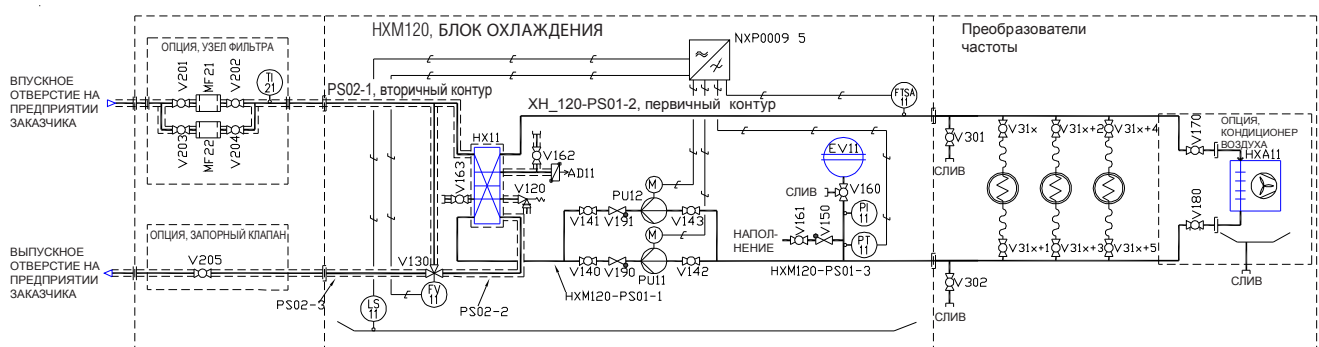 ВПУСКНОЕ
ОТВЕРСТИЕ НА
ПРЕДПРИЯТИИ
ЗАКАЗЧИКА
ВЫПУСКНОЕ
ОТВЕРСТИЕ НА
ПРЕДПРИЯТИИ
ЗАКАЗЧИКА
ОПЦИЯ, УЗЕЛ ФИЛЬТРА
V201
MF21
V202
TI
21
V203
MF22
V204
ОПЦИЯ, ЗАПОРНЫЙ КЛАПАН
V205
PS02-3
HXM120, БЛОК ОХЛАЖДЕНИЯ
PS02-1, вторичный контур
XH_120-PS01-2, первичный контур
NXP0009 5
FTSA
11
HX11
V162
V163
AD11
V120
V130
FV
11
LS
11
PS02-2
HXM120-PS01-1
M
PU12
V141
V191
V143
M
V140
V190
PU11
V142
EV11
СЛИВ
V160
PI
11
PT
11
V161
V150
НАПОЛ-
НЕНИЕ
HXM120-PS01-3
Преобразователи
частоты
V301
СЛИВ
V31x
V31x+2
V31x+4
V31x+1
V31x+3
V31x+5
V302
СЛИВ
V170
V180
ОПЦИЯ,
КОНДИЦИОНЕР
ВОЗДУХА
HXA11
СЛИВ